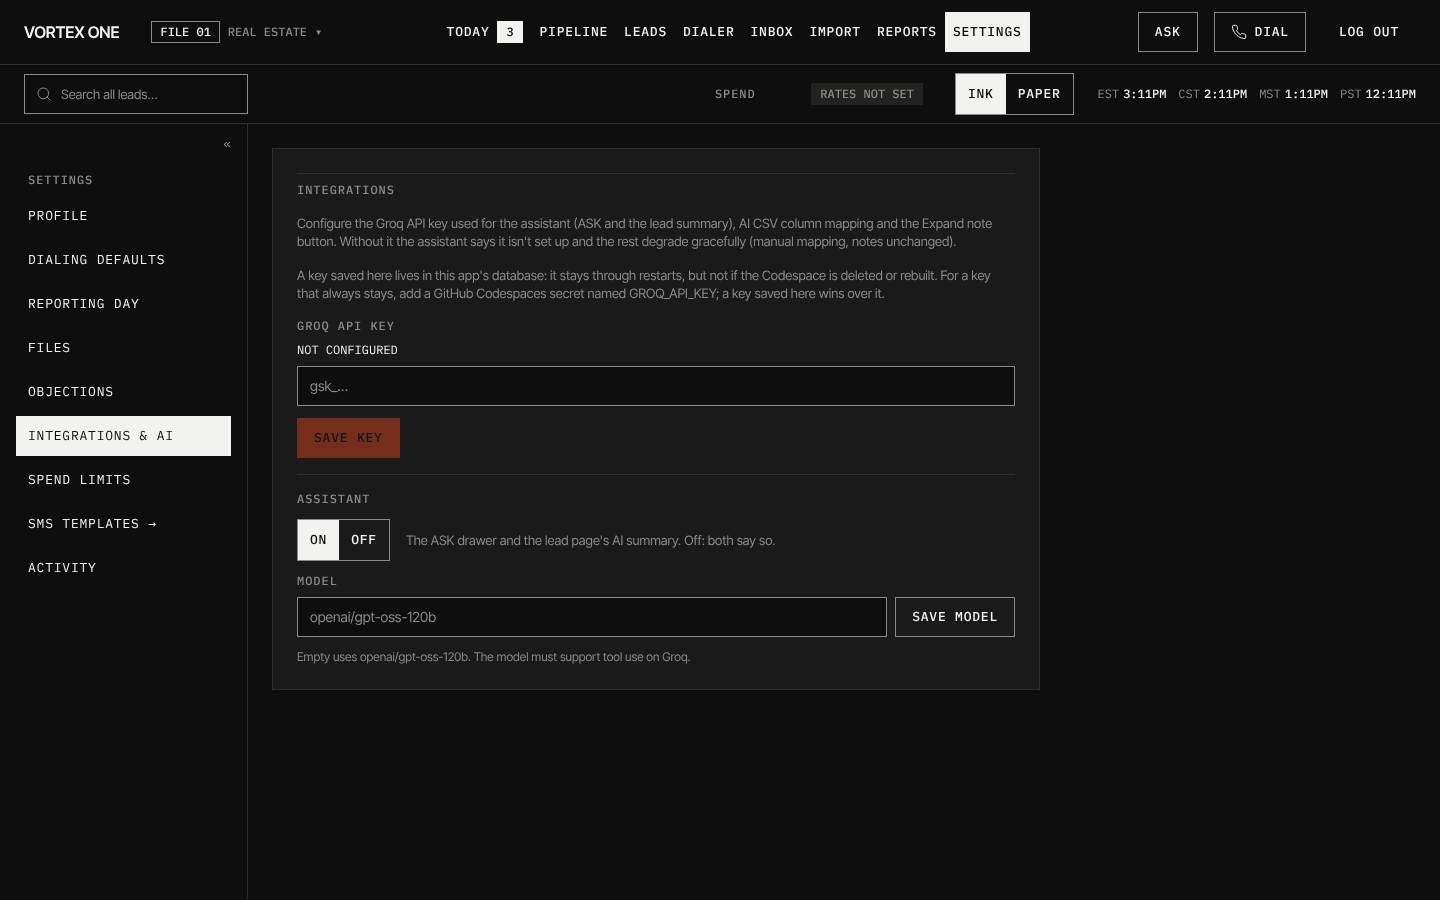 VORTEX ONE
FILE 01 REAL ESTATE ▾
TODAY 3 PIPELINE LEADS DIALER INBOX IMPORT REPORTS SETTINGS
ASK DIAL LOG OUT
Search all leads...
SPEND RATES NOT SET INK PAPER EST 3:11PM CST 2:11PM MST 1:11PM PST 12:11PM
«
SETTINGS
PROFILE
DIALING DEFAULTS
REPORTING DAY
FILES
OBJECTIONS
INTEGRATIONS & AI
SPEND LIMITS
SMS TEMPLATES →
ACTIVITY
INTEGRATIONS
Configure the Groq API key used for the assistant (ASK and the lead summary), AI CSV column mapping and the Expand note
button. Without it the assistant says it isn't set up and the rest degrade gracefully (manual mapping, notes unchanged).
A key saved here lives in this app's database: it stays through restarts, but not if the Codespace is deleted or rebuilt. For a key
that always stays, add a GitHub Codespaces secret named GROQ_API_KEY; a key saved here wins over it.
GROQ API KEY
NOT CONFIGURED
gsk_...
SAVE KEY
ASSISTANT
ON OFF The ASK drawer and the lead page's AI summary. Off: both say so.
MODEL
openai/gpt-oss-120b SAVE MODEL
Empty uses openai/gpt-oss-120b. The model must support tool use on Groq.